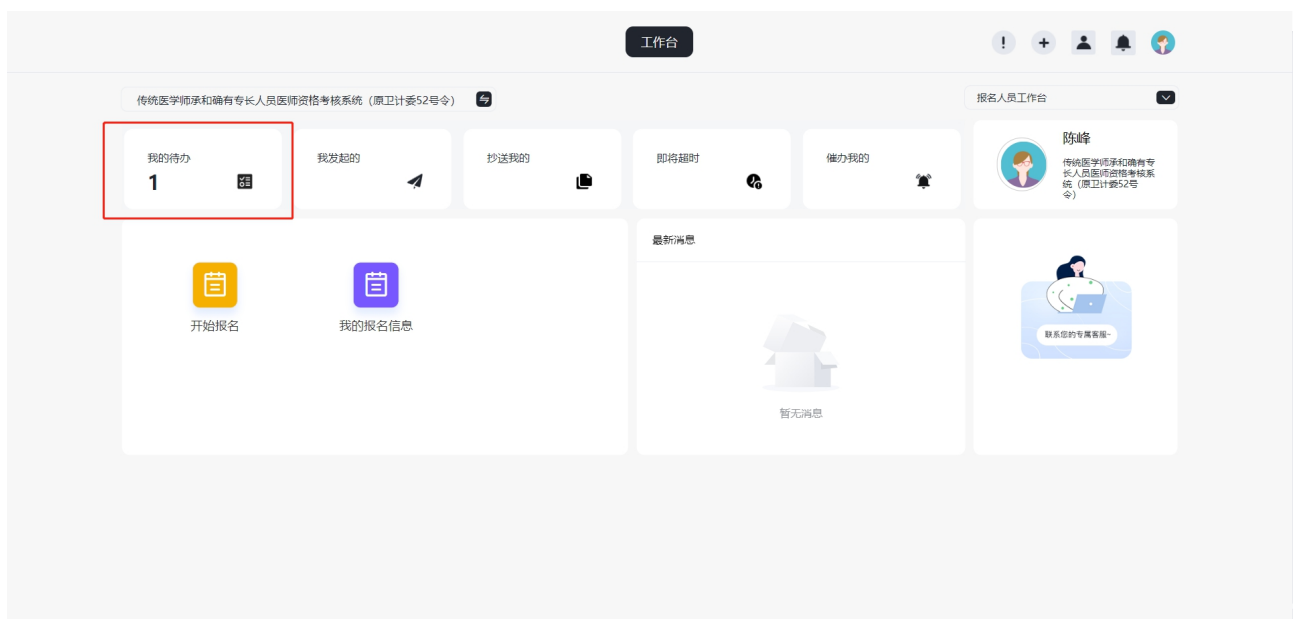 工作台
传统医学师承和确有专长人员医师资格考核系统（原卫计委52号令）
报名人员工作台
我的待办
1
我发起的
抄送我的
即将超时
催办我的
陈峰
传统医学师承和确有专
长人员医师资格考核系
统（原卫计委52号
令）
开始报名
我的报名信息
最新消息
暂无消息
联系您的专属客服~